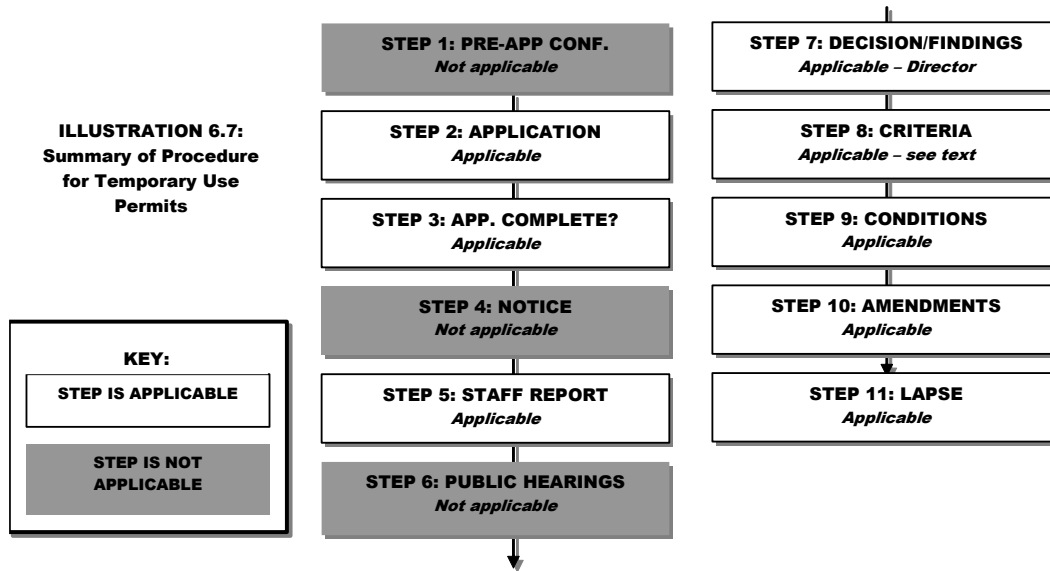 ILLUSTRATION 6.7:
Summary of Procedure
for Temporary Use
Permits
KEY:
STEP IS APPLICABLE
STEP IS NOT
APPLICABLE
STEP 1: PRE-APP CONF.
Not applicable
STEP 2: APPLICATION
Applicable
STEP 3: APP. COMPLETE?
Applicable
STEP 4: NOTICE
Not applicable
STEP 5: STAFF REPORT
Applicable
STEP 6: PUBLIC HEARINGS
Not applicable
STEP 7: DECISION/FINDINGS
Applicable – Director
STEP 8: CRITERIA
Applicable – see text
STEP 9: CONDITIONS
Applicable
STEP 10: AMENDMENTS
Applicable
STEP 11: LAPSE
Applicable